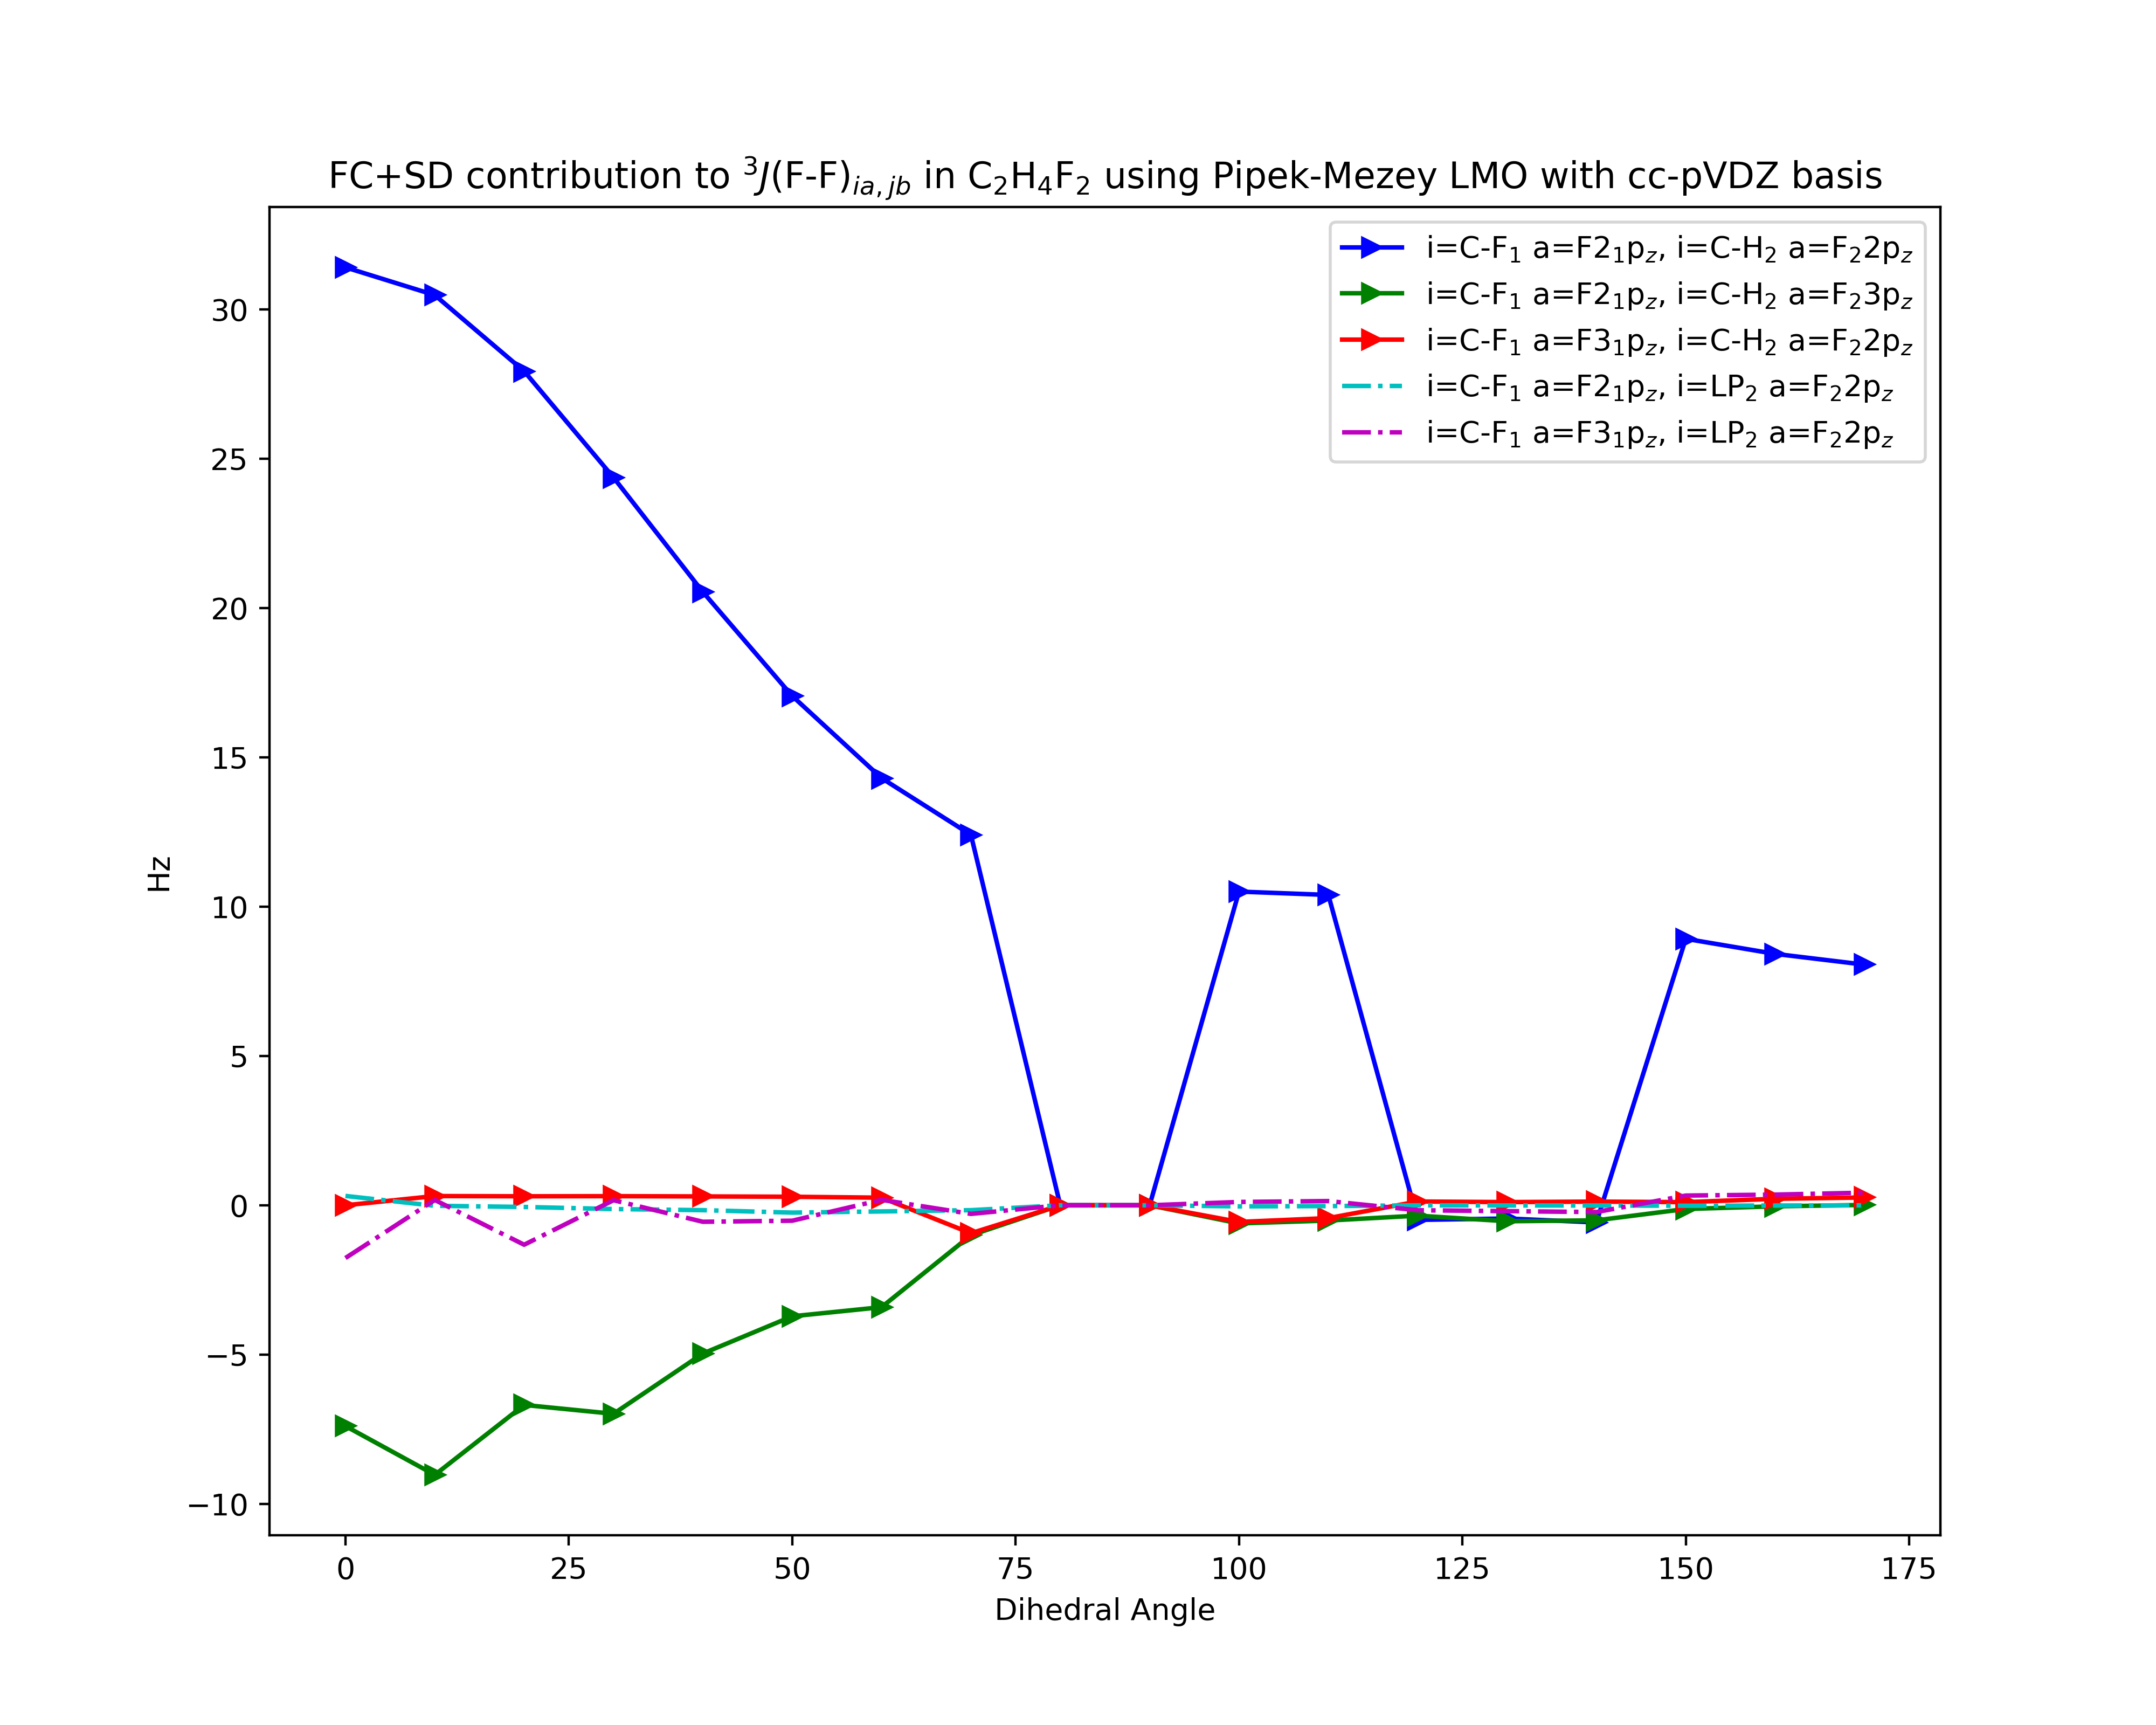 FC+SD contribution to ³J(F-F)ᵢₐ,ⱼb in C₂H₄F₂ using Pipek-Mezey LMO with cc-pVDZ basis
i=C-F₁ a=F2₁p_z, i=C-H₂ a=F₂2p_z
i=C-F₁ a=F2₁p_z, i=C-H₂ a=F₂3p_z
i=C-F₁ a=F3₁p_z, i=C-H₂ a=F₂2p_z
i=C-F₁ a=F2₁p_z, i=LP₂ a=F₂2p_z
i=C-F₁ a=F3₁p_z, i=LP₂ a=F₂2p_z
Hz
30
25
20
15
10
5
0
−5
−10
0 25 50 75 100 125 150 175
Dihedral Angle